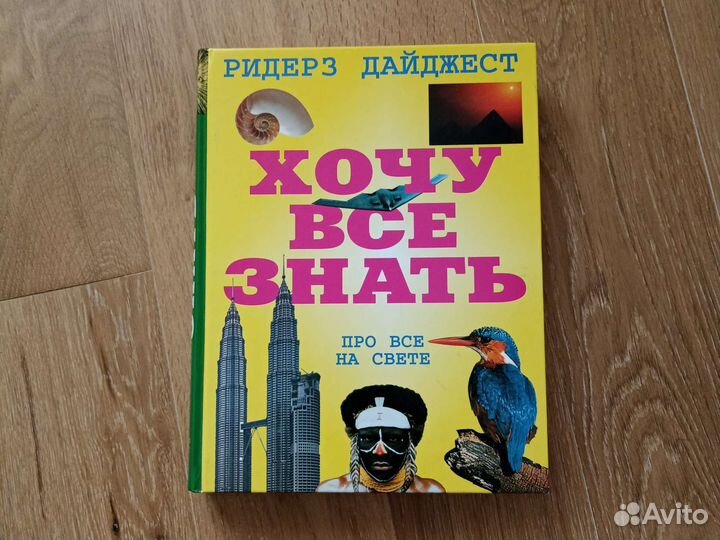 РИДЕРЗ ДАЙДЖЕСТ
ХОЧУ
ВСЕ
ЗНАТЬ
ПРО ВСЕ
НА СВЕТЕ
Avito